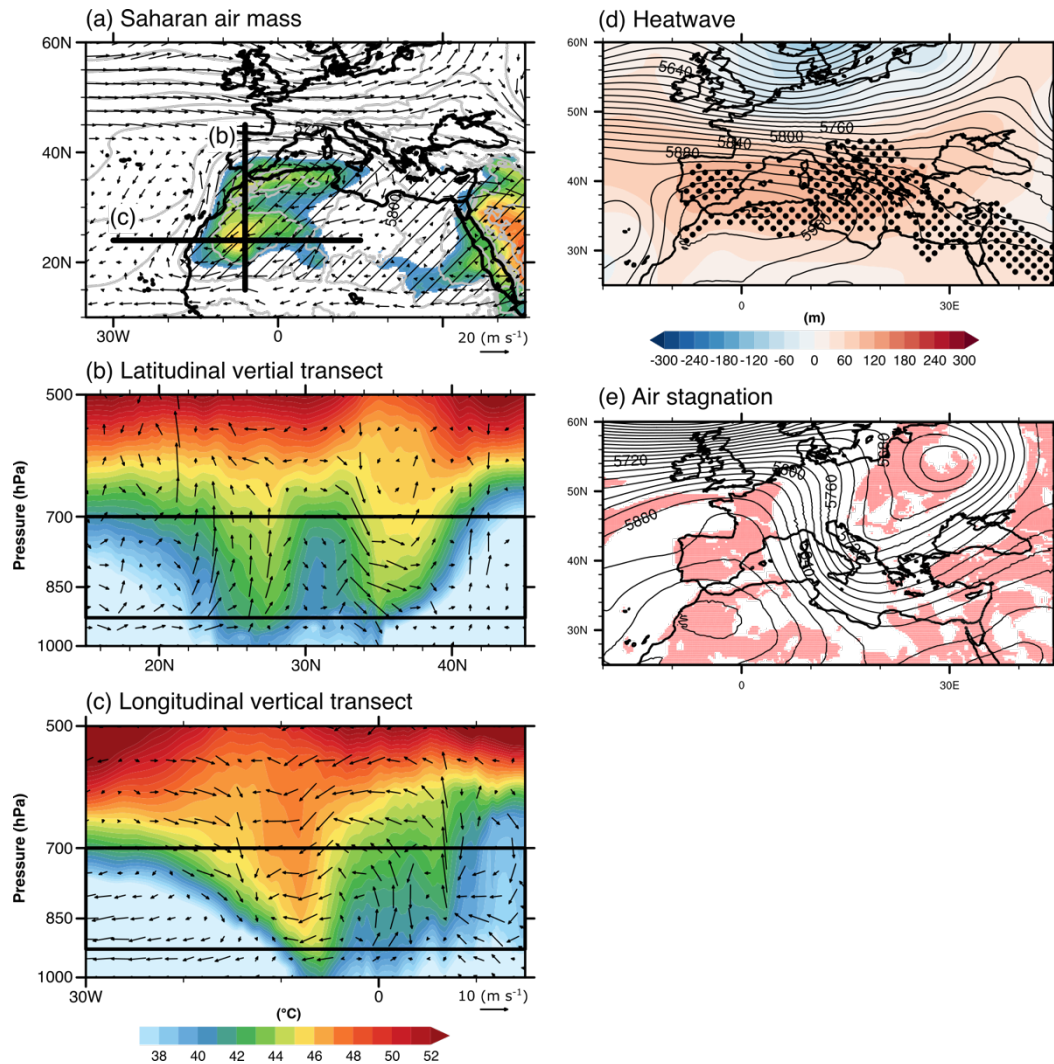 (a) Saharan air mass
60N
40N
20N
30W
0
20 (m s⁻¹)
(b)
(c)
5800
(d) Heatwave
60N
50N
40N
30N
0
30E
5640
5760
5800
5840
5880
(m)
-300 -240 -180 -120 -60 0 60 120 180 240 300
(b) Latitudinal vertial transect
Pressure (hPa)
500
700
850
1000
20N
30N
40N
(e) Air stagnation
60N
50N
40N
30N
0
30E
5720
5680
5760
5880
(c) Longitudinal vertical transect
Pressure (hPa)
500
700
850
1000
30W
0
10 (m s⁻¹)
(°C)
38 40 42 44 46 48 50 52